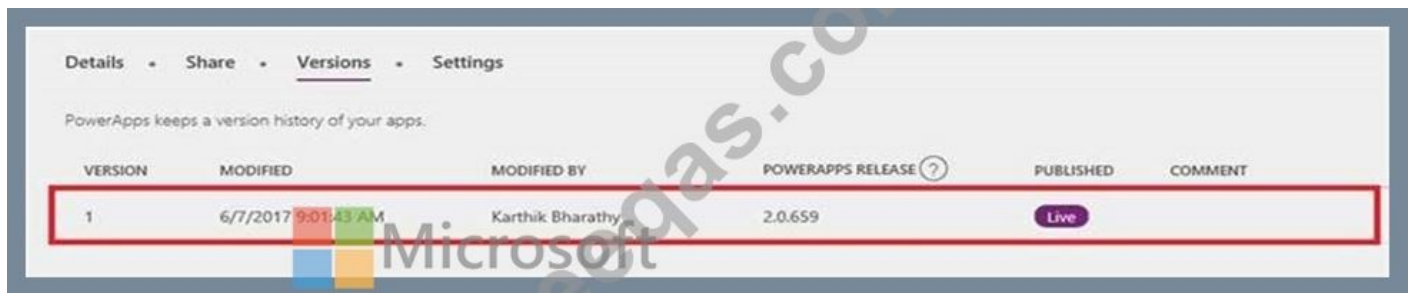 Details • Share • Versions • Settings
PowerApps keeps a version history of your apps.
VERSION MODIFIED MODIFIED BY POWERAPPS RELEASE ? PUBLISHED COMMENT
1 6/7/2017 9:01:43 AM Karthik Bharathy 2.0.659 Live
Microsoft